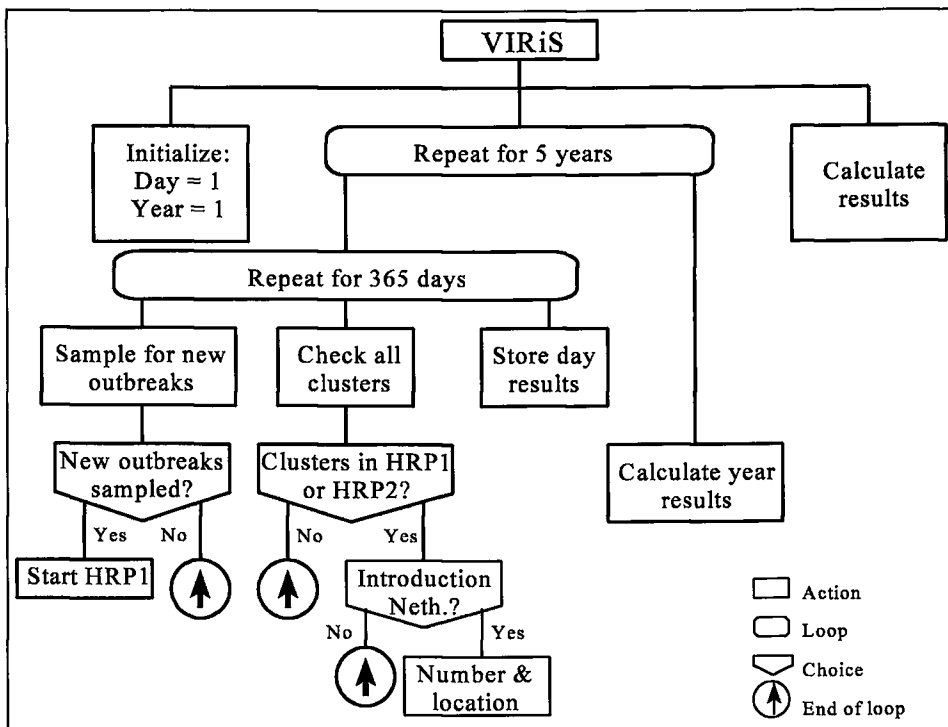 VIRiS
Initialize:
Day = 1
Year = 1
Repeat for 5 years
Calculate
results
Repeat for 365 days
Sample for new
outbreaks
Check all
clusters
Store day
results
New outbreaks
sampled?
Clusters in HRP1
or HRP2?
Calculate year
results
Yes
No
No
Yes
Start HRP1
Introduction
Neth.?
No
Yes
Number &
location
Action
Loop
Choice
End of loop